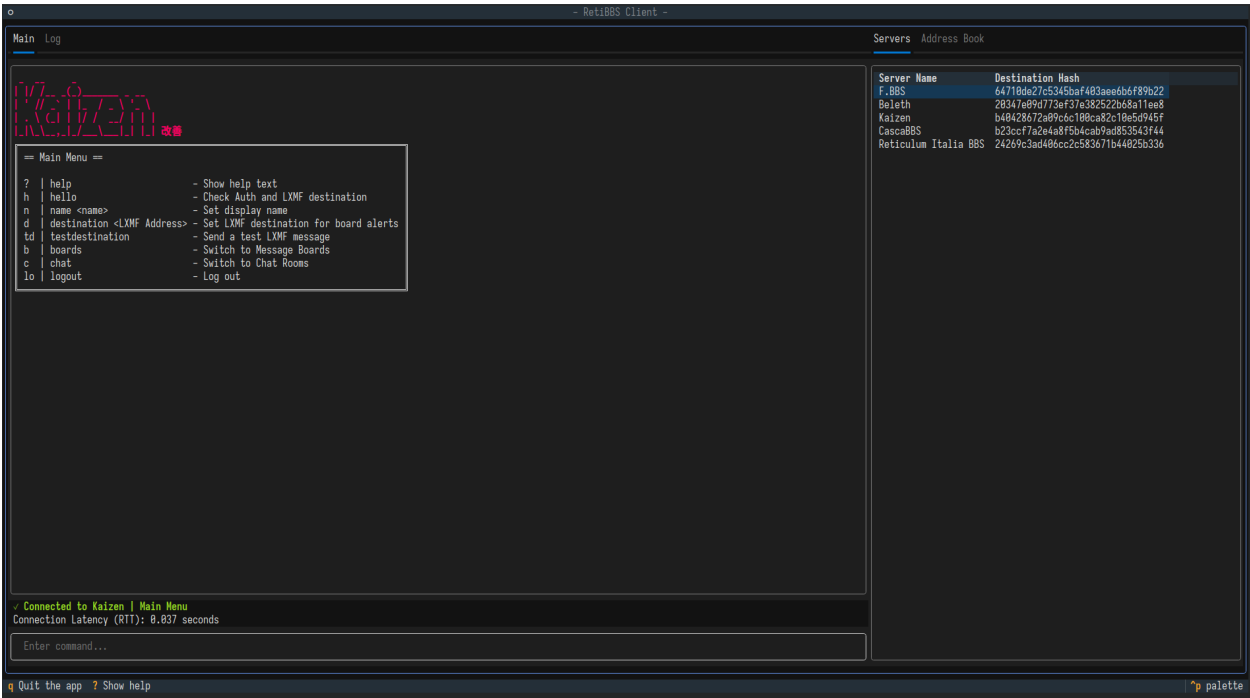 - RetiBBS Client -
Main Log
Servers Address Book
Kaizen 改善
== Main Menu ==
? | help - Show help text
h | hello - Check Auth and LXMF destination
n | name <name> - Set display name
d | destination <LXMF Address> - Set LXMF destination for board alerts
td | testdestination - Send a test LXMF message
b | boards - Switch to Message Boards
c | chat - Switch to Chat Rooms
lo | logout - Log out
✓ Connected to Kaizen | Main Menu
Connection Latency (RTT): 0.037 seconds
Enter command...
Server Name Destination Hash
F.BBS 64710de27c5345baf403aee6b6f89b22
Beleth 20347e09d773ef37e382522b68a11ee8
Kaizen b40428672a09c6c100ca82c10e5d945f
CascaBBS b23ccf7a2e4a8f5b4cab9ad853543f44
Reticulum Italia BBS 24269c3ad406cc2c583671b44025b336
q Quit the app ? Show help
^p palette